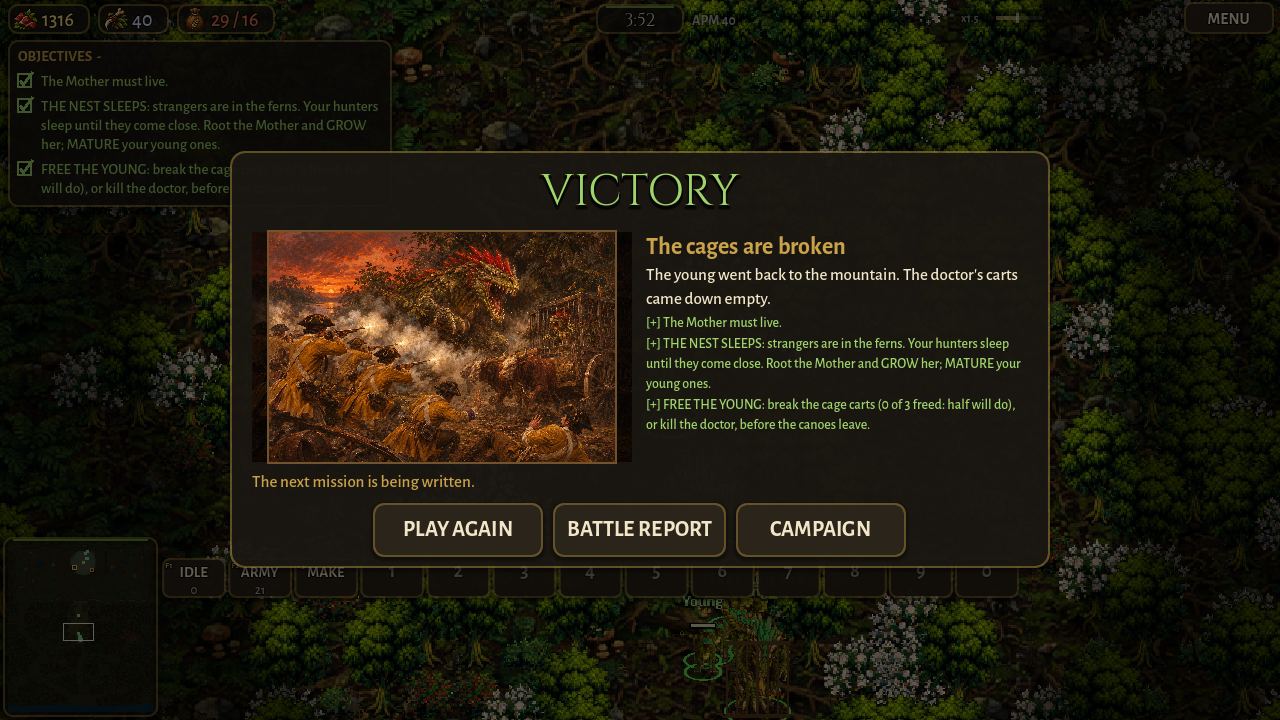 1316
40
29 / 16
3:52
APM 40
x1.5
MENU
OBJECTIVES -
The Mother must live.
THE NEST SLEEPS: strangers are in the ferns. Your hunters
sleep until they come close. Root the Mother and GROW
her; MATURE your young ones.
FREE THE YOUNG: break the cag
will do), or kill the doctor, before
VICTORY
The cages are broken
The young went back to the mountain. The doctor's carts
came down empty.
[+] The Mother must live.
[+] THE NEST SLEEPS: strangers are in the ferns. Your hunters sleep
until they come close. Root the Mother and GROW her; MATURE your
young ones.
[+] FREE THE YOUNG: break the cage carts (0 of 3 freed: half will do),
or kill the doctor, before the canoes leave.
The next mission is being written.
PLAY AGAIN
BATTLE REPORT
CAMPAIGN
F1
IDLE
0
ARMY
21
MAKE
1
2
3
4
5
6
7
8
9
0
Young